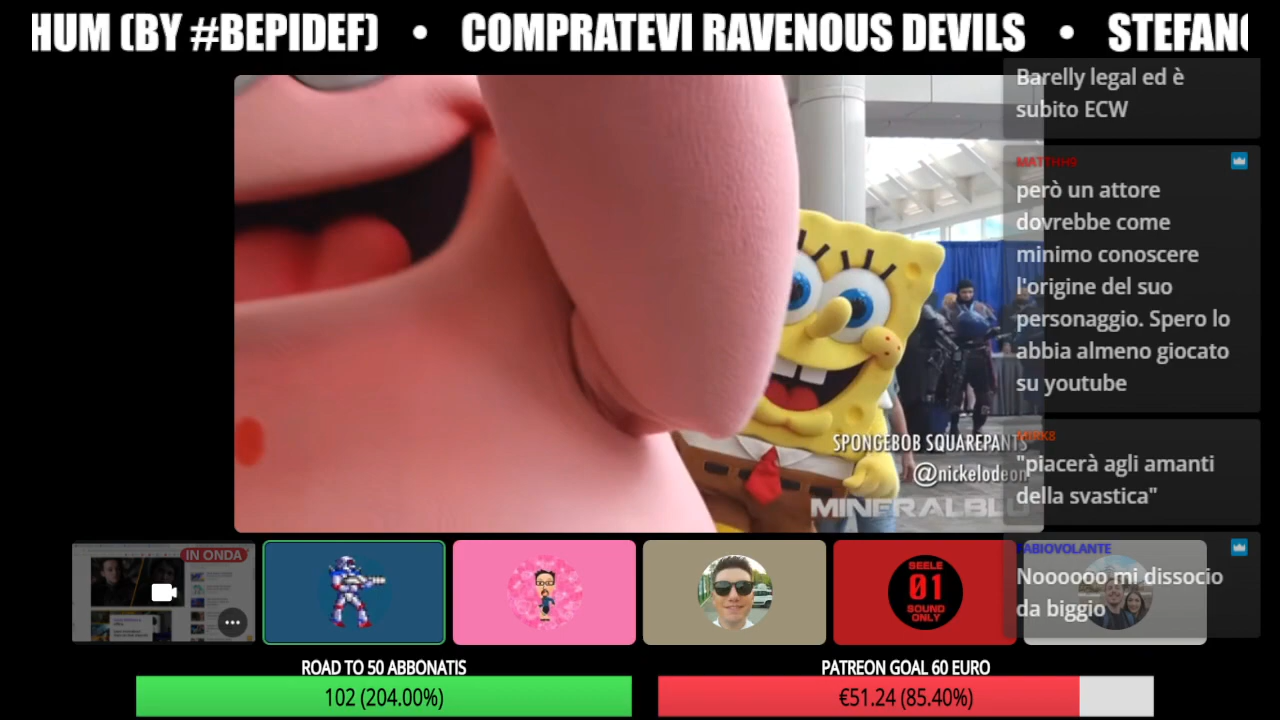 HUM (BY #BEPIDEF) • COMPRATEVI RAVENOUS DEVILS • STEFANO
Barelly legal ed è
subito ECW
MATTHH9
però un attore
dovrebbe come
minimo conoscere
l'origine del suo
personaggio. Spero lo
abbia almeno giocato
su youtube
SPONGEBOB SQUAREPANTS
@nickelodeon
MINERALBLU
"piacerà agli amanti
della svastica"
FABIOVOLANTE
Noooooo mi dissocio
da biggio
IN ONDA
SEELE
01
SOUND
ONLY
ROAD TO 50 ABBONATIS
102 (204.00%)
PATREON GOAL 60 EURO
€51.24 (85.40%)